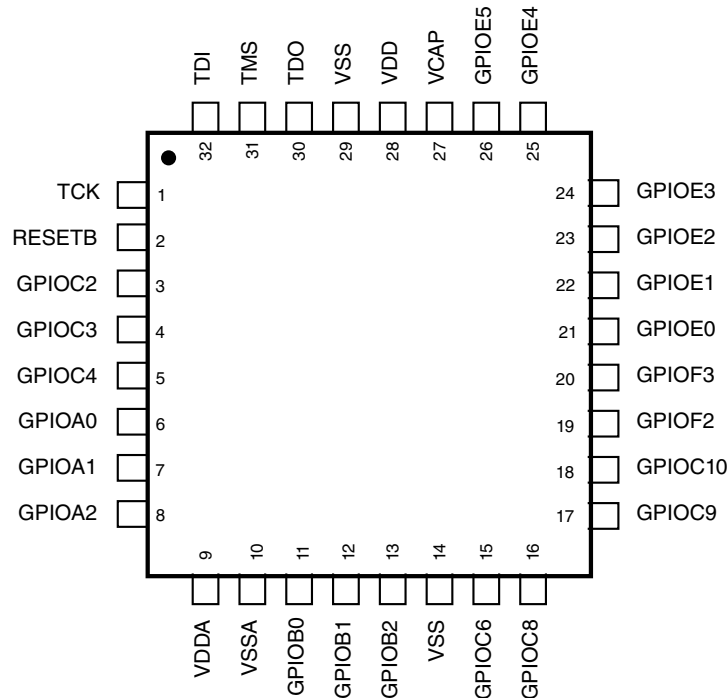 TDI TMS TDO VSS VDD VCAP GPIOE5 GPIOE4
32 31 30 29 28 27 26 25
TCK 1 24 GPIOE3
RESETB 2 23 GPIOE2
GPIOC2 3 22 GPIOE1
GPIOC3 4 21 GPIOE0
GPIOC4 5 20 GPIOF3
GPIOA0 6 19 GPIOF2
GPIOA1 7 18 GPIOC10
GPIOA2 8 17 GPIOC9
9 10 11 12 13 14 15 16
VDDA VSSA GPIOB0 GPIOB1 GPIOB2 VSS GPIOC6 GPIOC8